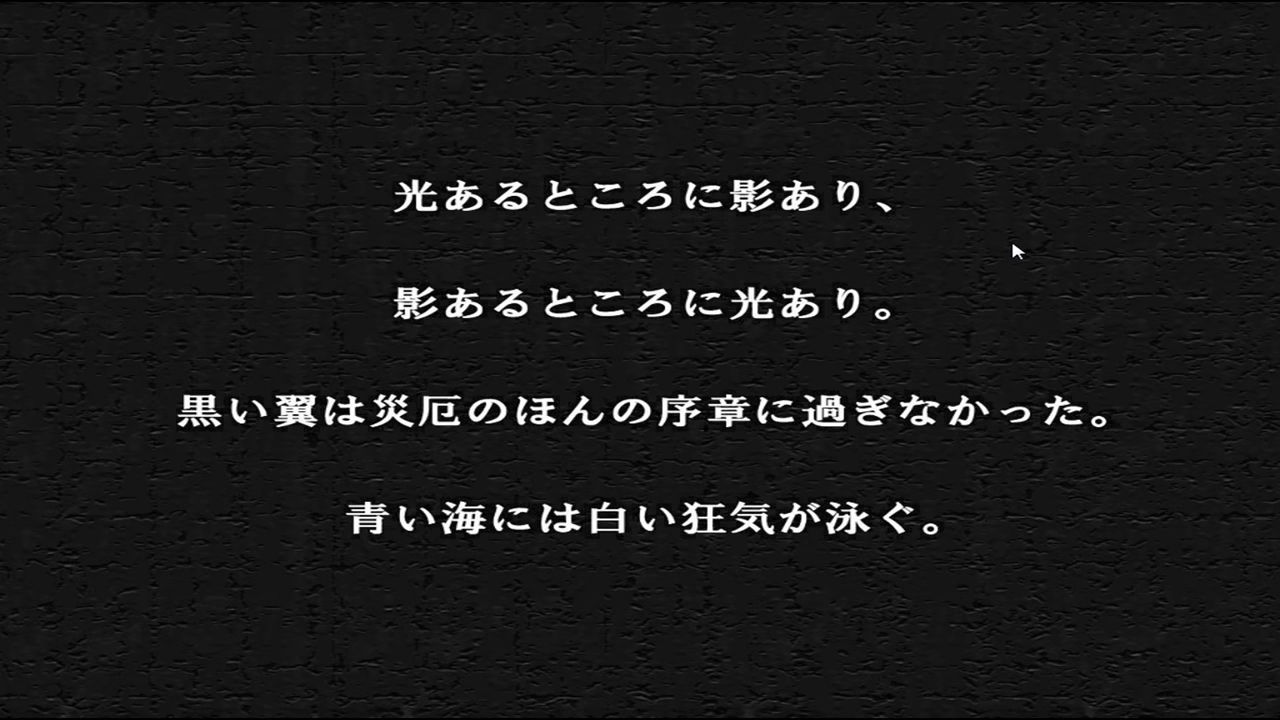 光あるところに影あり、
影あるところに光あり。
黒い翼は災厄のほんの序章に過ぎなかった。
青い海には白い狂気が泳ぐ。